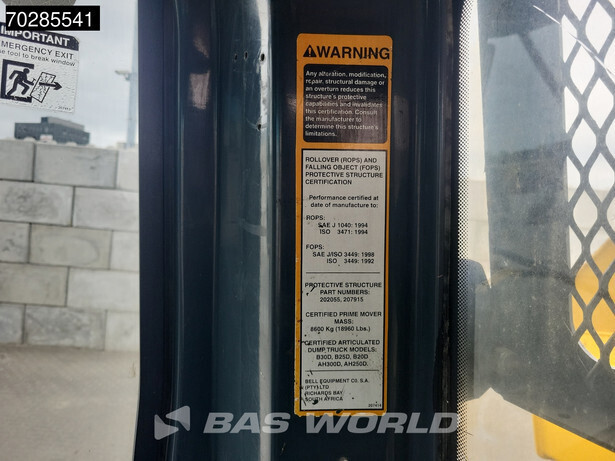 70285541
IMPORTANT
EMERGENCY EXIT
use tool to break window
WARNING
Any alteration, modification,
repair, structural damage or
an overturn reduces this
structure's protective
capabilities and invalidates
this certification. Consult
the manufacturer to
determine this structure's
limitations.
ROLLOVER (ROPS) AND
FALLING OBJECT (FOPS)
PROTECTIVE STRUCTURE
CERTIFICATION
Performance certified at
date of manufacture to:
ROPS:
SAE J 1040: 1994
ISO 3471: 1994
FOPS:
SAE J/ISO 3449: 1998
ISO 3449: 1992
PROTECTIVE STRUCTURE
PART NUMBERS:
202055, 207915
CERTIFIED PRIME MOVER
MASS:
8600 Kg (18960 Lbs.)
CERTIFIED ARTICULATED
DUMP TRUCK MODELS:
B30D, B25D, B20D
AH300D, AH250D.
BELL EQUIPMENT CO. S.A.
(PTY) LTD
RICHARDS BAY
SOUTH AFRICA
BAS WORLD